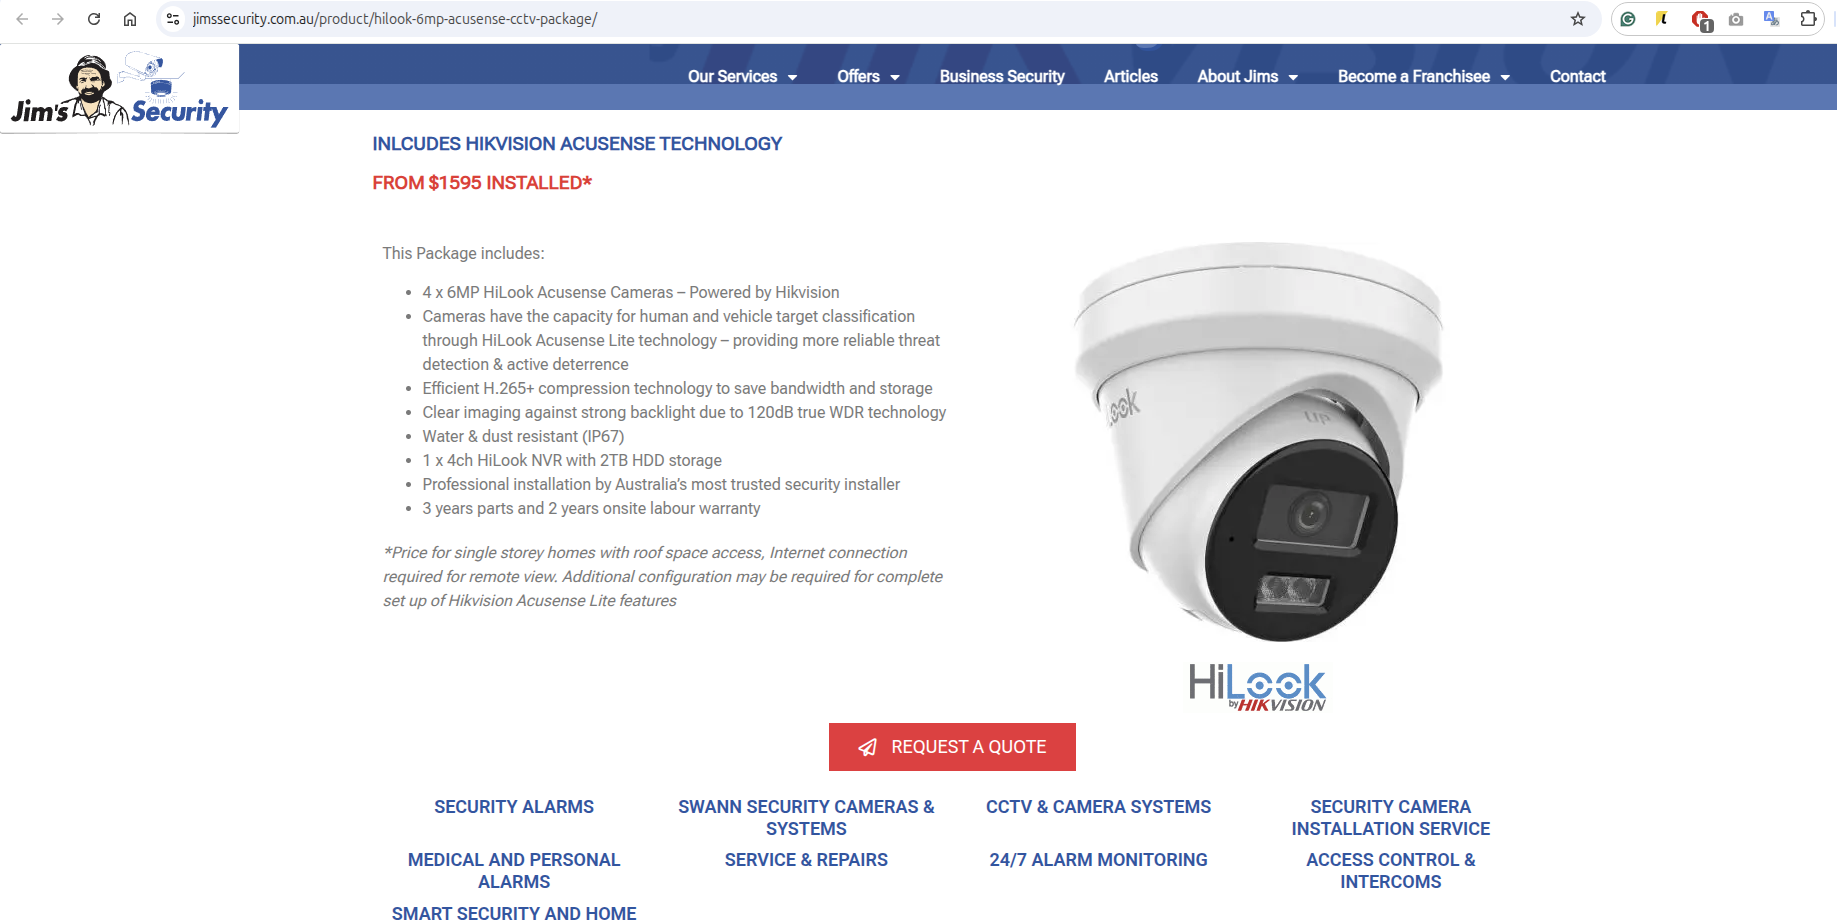 jimssecurity.com.au/product/hilook-6mp-acusense-cctv-package/
1
Jim's Security
Our Services
Offers
Business Security
Articles
About Jims
Become a Franchisee
Contact
INLCUDES HIKVISION ACUSENSE TECHNOLOGY
FROM $1595 INSTALLED*
This Package includes:
4 x 6MP HiLook Acusense Cameras – Powered by Hikvision
Cameras have the capacity for human and vehicle target classification
through HiLook Acusense Lite technology – providing more reliable threat
detection & active deterrence
Efficient H.265+ compression technology to save bandwidth and storage
Clear imaging against strong backlight due to 120dB true WDR technology
Water & dust resistant (IP67)
1 x 4ch HiLook NVR with 2TB HDD storage
Professional installation by Australia's most trusted security installer
3 years parts and 2 years onsite labour warranty
*Price for single storey homes with roof space access, Internet connection
required for remote view. Additional configuration may be required for complete
set up of Hikvision Acusense Lite features
UP
HiLook
by HIKVISION
REQUEST A QUOTE
SECURITY ALARMS
SWANN SECURITY CAMERAS &
SYSTEMS
CCTV & CAMERA SYSTEMS
SECURITY CAMERA
INSTALLATION SERVICE
MEDICAL AND PERSONAL
ALARMS
SERVICE & REPAIRS
24/7 ALARM MONITORING
ACCESS CONTROL &
INTERCOMS
SMART SECURITY AND HOME